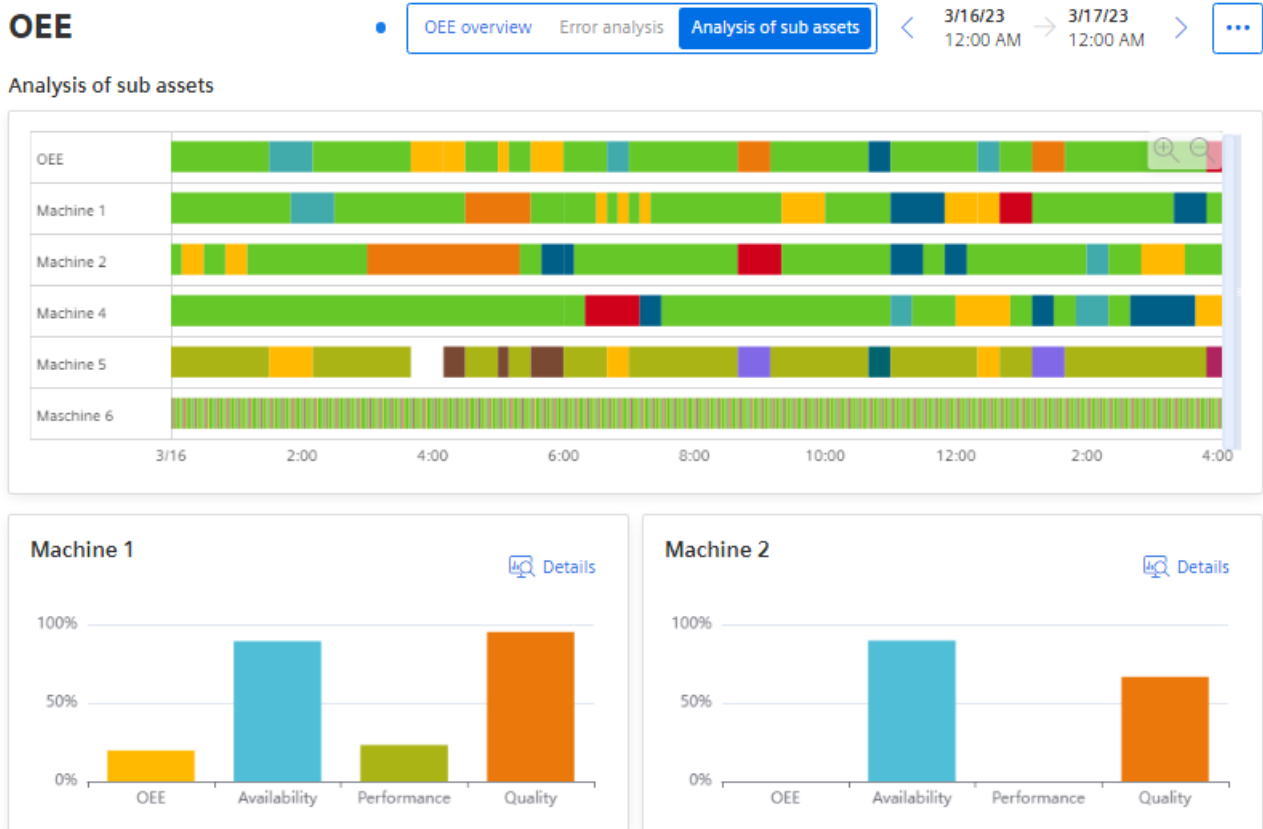 OEE
OEE overview
Error analysis
Analysis of sub assets
3/16/23
12:00 AM
3/17/23
12:00 AM
Analysis of sub assets
OEE
Machine 1
Machine 2
Machine 4
Machine 5
Maschine 6
3/16 2:00 4:00 6:00 8:00 10:00 12:00 2:00 4:00
Machine 1
Details
100%
50%
0%
OEE Availability Performance Quality
Machine 2
Details
100%
50%
0%
OEE Availability Performance Quality